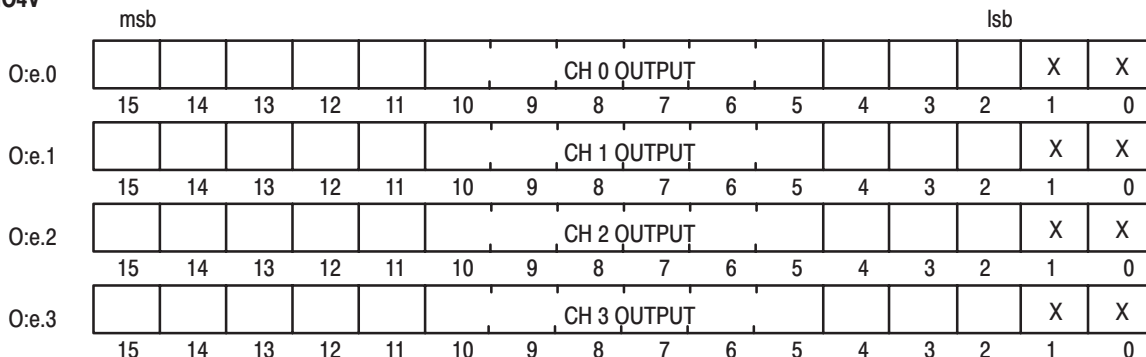 O4V
msb lsb
O:e.0 CH 0 OUTPUT X X
15 14 13 12 11 10 9 8 7 6 5 4 3 2 1 0
O:e.1 CH 1 OUTPUT X X
15 14 13 12 11 10 9 8 7 6 5 4 3 2 1 0
O:e.2 CH 2 OUTPUT X X
15 14 13 12 11 10 9 8 7 6 5 4 3 2 1 0
O:e.3 CH 3 OUTPUT X X
15 14 13 12 11 10 9 8 7 6 5 4 3 2 1 0